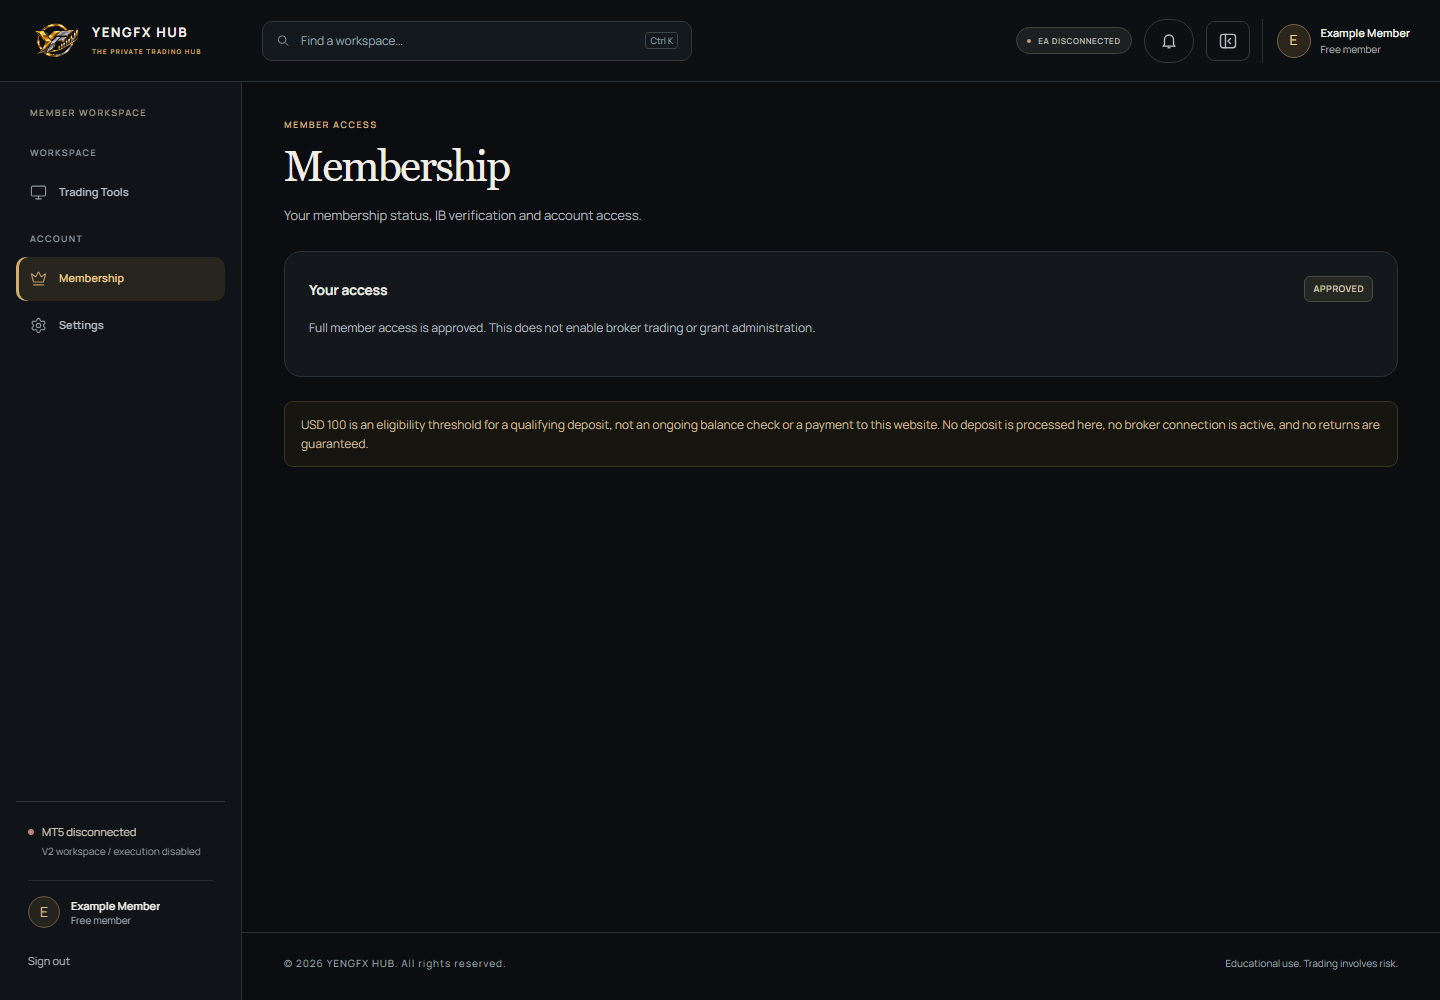 YENGFX HUB
THE PRIVATE TRADING HUB
Find a workspace...
Ctrl K
EA DISCONNECTED
E
Example Member
Free member
MEMBER WORKSPACE
WORKSPACE
Trading Tools
ACCOUNT
Membership
Settings
MEMBER ACCESS
Membership
Your membership status, IB verification and account access.
Your access
APPROVED
Full member access is approved. This does not enable broker trading or grant administration.
USD 100 is an eligibility threshold for a qualifying deposit, not an ongoing balance check or a payment to this website. No deposit is processed here, no broker connection is active, and no returns are
guaranteed.
MT5 disconnected
V2 workspace / execution disabled
E
Example Member
Free member
Sign out
© 2026 YENGFX HUB. All rights reserved.
Educational use. Trading involves risk.